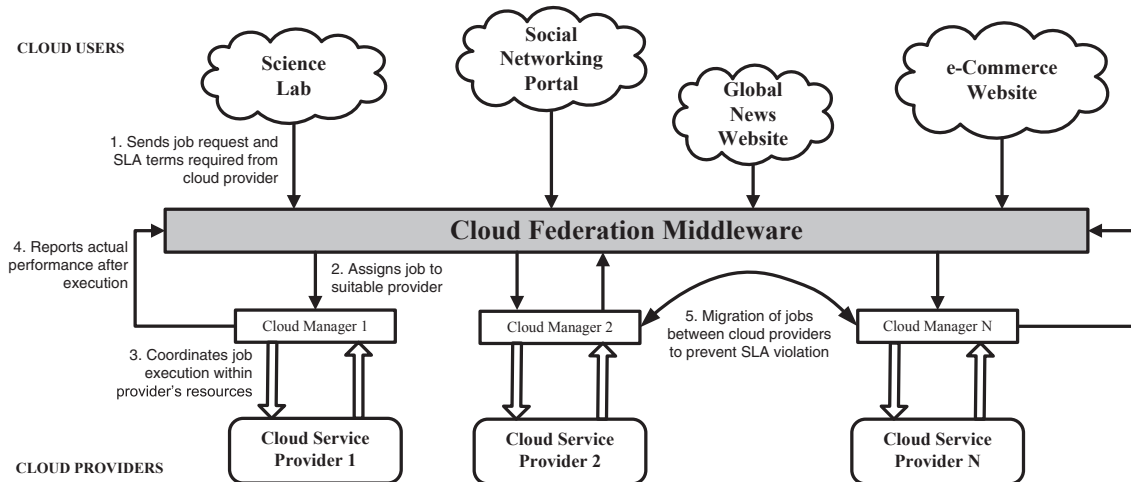 CLOUD USERS
Science
Lab
Social
Networking
Portal
Global
News
Website
e-Commerce
Website
1. Sends job request and
SLA terms required from
cloud provider
Cloud Federation Middleware
4. Reports actual
performance after
execution
2. Assigns job to
suitable provider
Cloud Manager 1
Cloud Manager 2
5. Migration of jobs
between cloud providers
to prevent SLA violation
Cloud Manager N
3. Coordinates job
execution within
provider's resources
Cloud Service
Provider 1
Cloud Service
Provider 2
Cloud Service
Provider N
CLOUD PROVIDERS